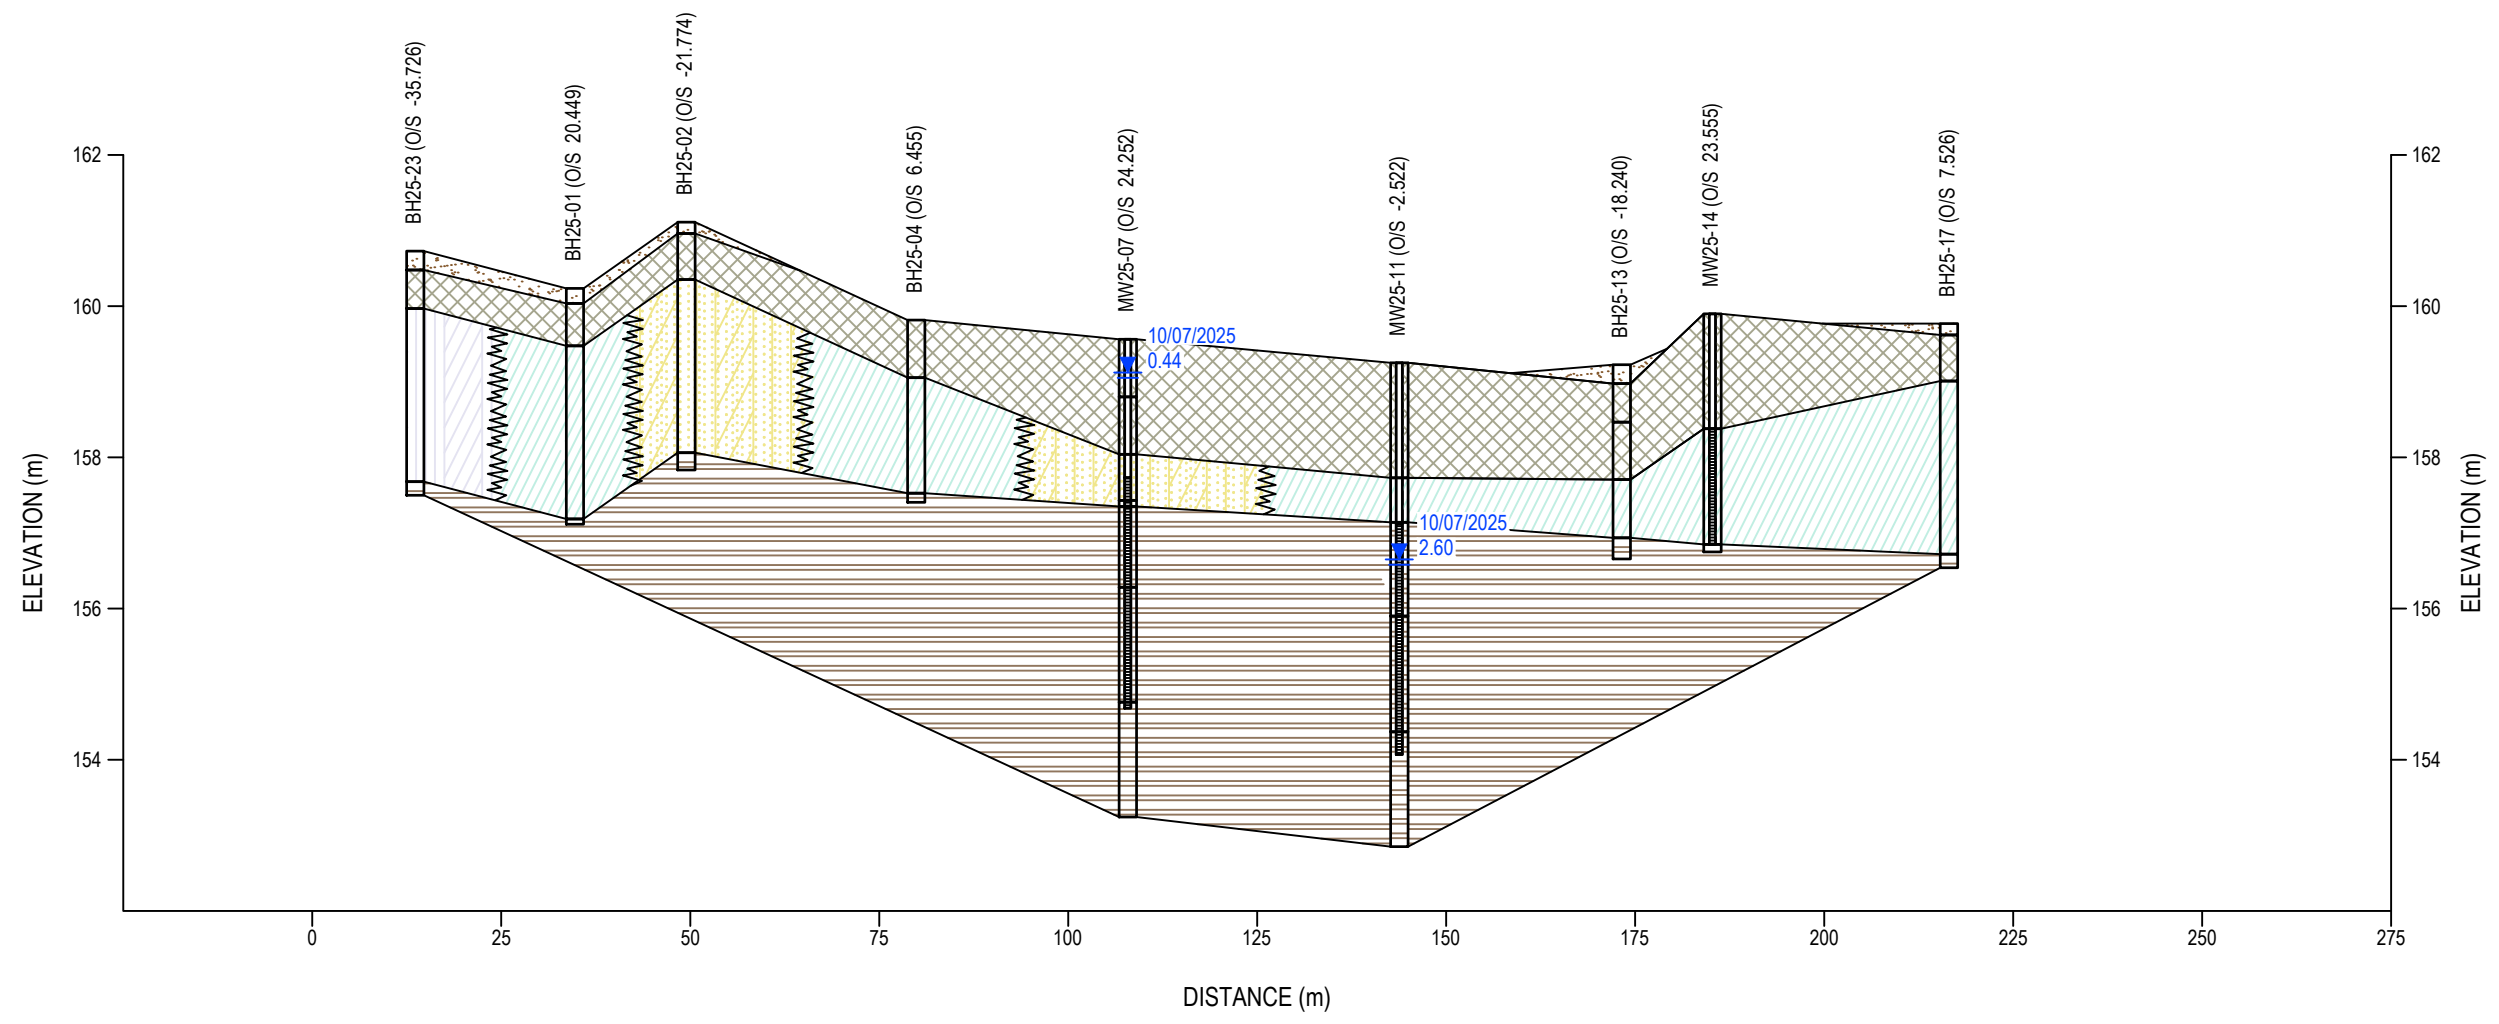 BH25-23 (O/S -35.726)
BH25-01 (O/S 20.449)
BH25-02 (O/S -21.774)
BH25-04 (O/S 6.455)
MW25-07 (O/S 24.252)
MW25-11 (O/S -2.522)
BH25-13 (O/S -18.240)
MW25-14 (O/S 23.555)
BH25-17 (O/S 7.526)
162
162
160
160
158
158
156
156
154
154
ELEVATION (m)
ELEVATION (m)
10/07/2025
0.44
10/07/2025
2.60
0
25
50
75
100
125
150
175
200
225
250
275
DISTANCE (m)